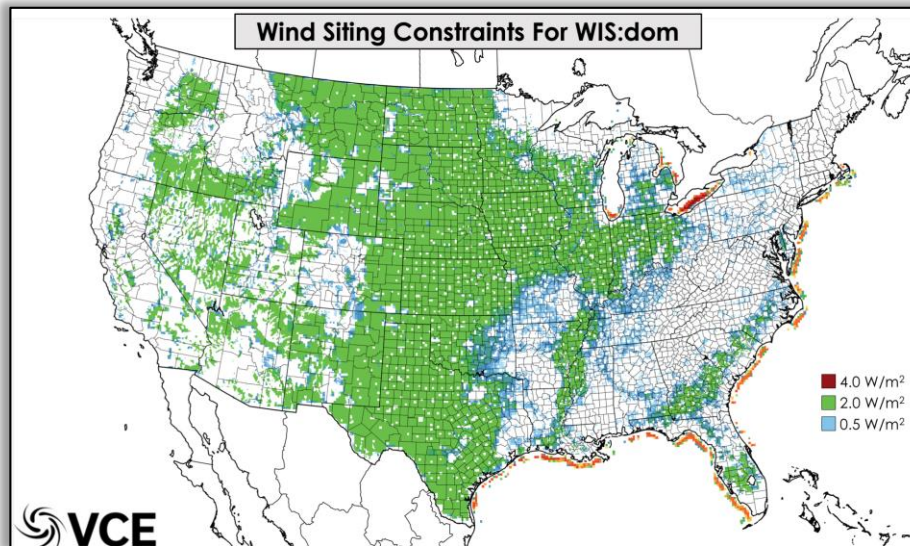 Wind Siting Constraints For WIS:dom
4.0 W/m²
2.0 W/m²
0.5 W/m²
VCE